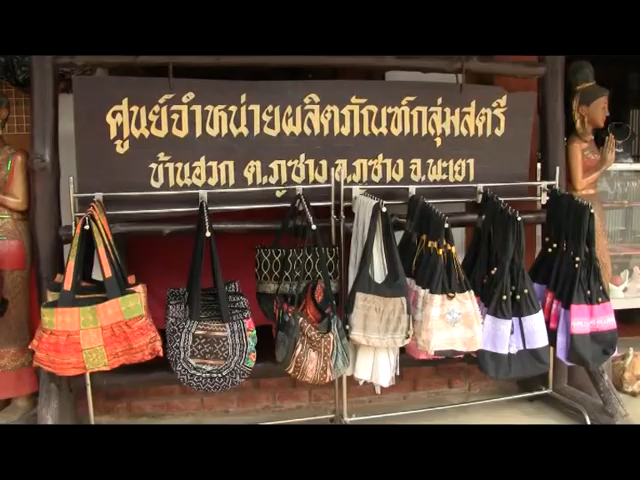 ศูนย์จำหน่ายผลิตภัณฑ์กลุ่มสตรี
บ้านฮวก ต.ภูซาง อ.ภูซาง จ.พะเยา